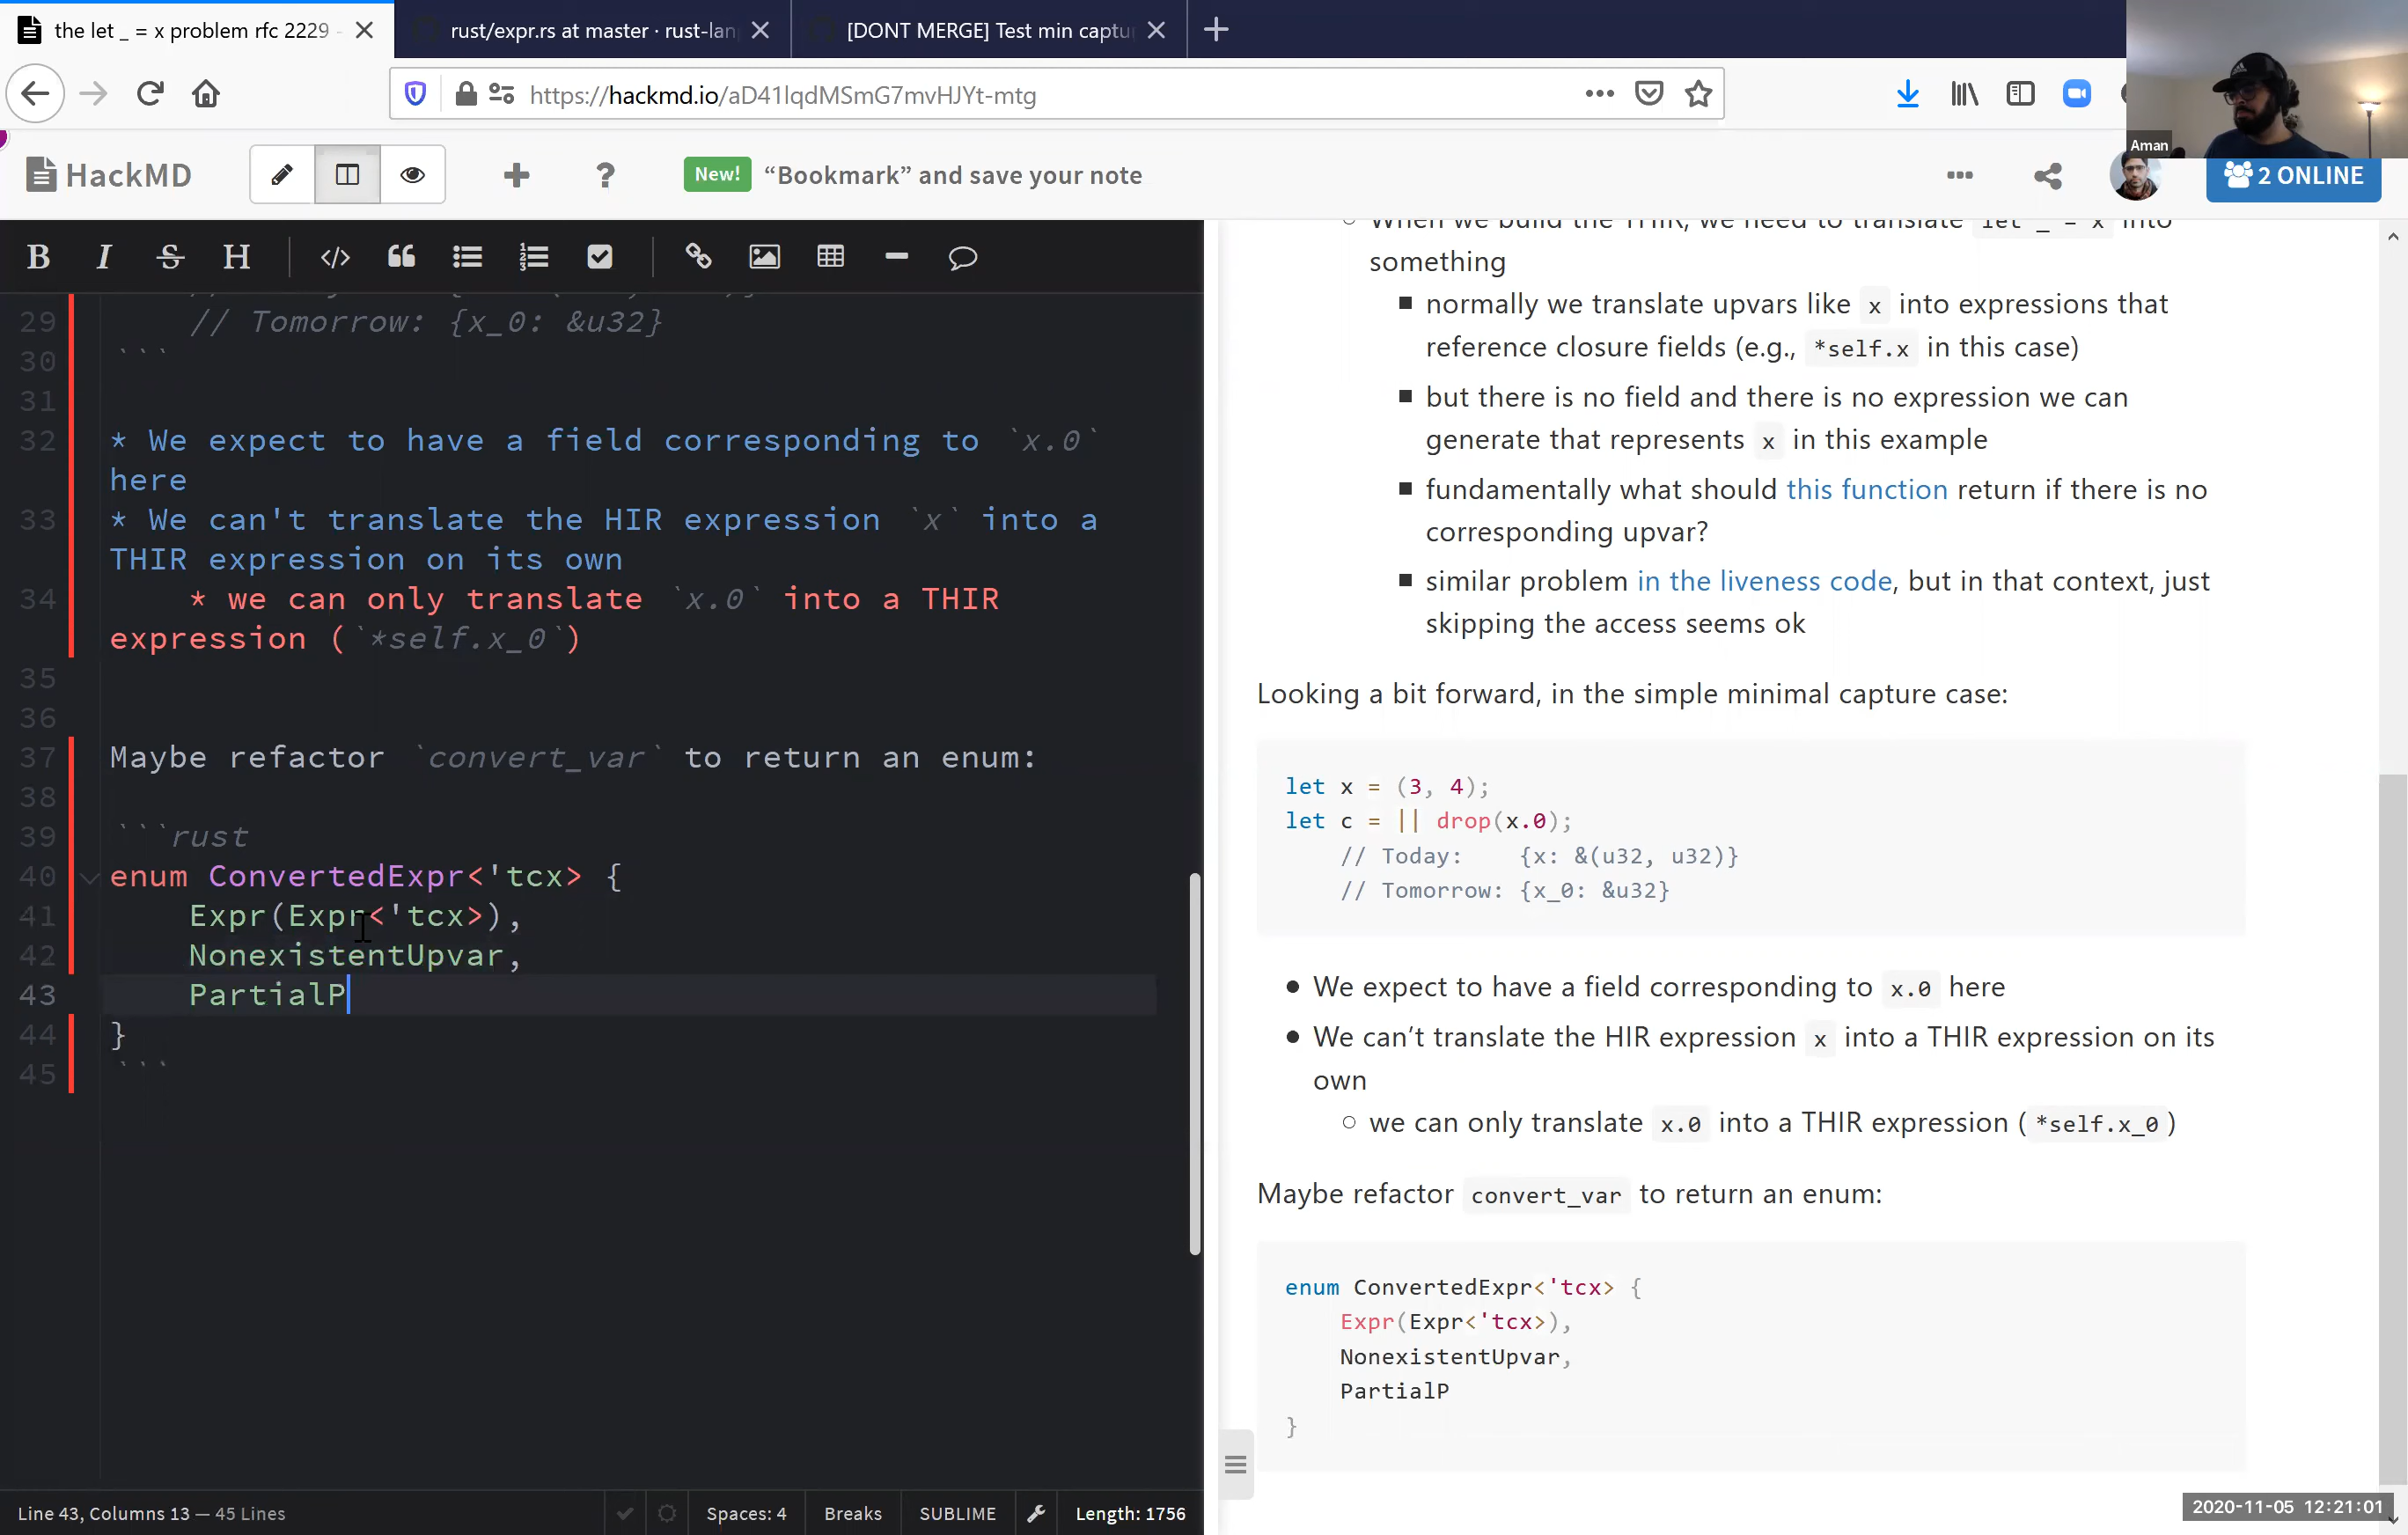 the let _ = x problem rfc 2229 -
rust/expr.rs at master · rust-lan
[DONT MERGE] Test min captu
https://hackmd.io/aD41lqdMSmG7mvHJYt-mtg
Aman
HackMD
New! “Bookmark” and save your note
2 ONLINE
B I S H
29 // Tomorrow: {x_0: &u32}
30 ```
31
32 * We expect to have a field corresponding to `x.0`
here
33 * We can't translate the HIR expression `x` into a
THIR expression on its own
34 * we can only translate `x.0` into a THIR
expression (`*self.x_0`)
35
36
37 Maybe refactor `convert_var` to return an enum:
38
39 ```rust
40 enum ConvertedExpr<'tcx> {
41 Expr(Expr<'tcx>),
42 NonexistentUpvar,
43 PartialP
44 }
45 ```
Line 43, Columns 13 — 45 Lines
Spaces: 4
Breaks
SUBLIME
Length: 1756
When we build the THIR, we need to translate let _ = x into
something
normally we translate upvars like x into expressions that
reference closure fields (e.g., *self.x in this case)
but there is no field and there is no expression we can
generate that represents x in this example
fundamentally what should this function return if there is no
corresponding upvar?
similar problem in the liveness code, but in that context, just
skipping the access seems ok
Looking a bit forward, in the simple minimal capture case:
let x = (3, 4);
let c = || drop(x.0);
// Today: {x: &(u32, u32)}
// Tomorrow: {x_0: &u32}
We expect to have a field corresponding to x.0 here
We can’t translate the HIR expression x into a THIR expression on its
own
we can only translate x.0 into a THIR expression (*self.x_0)
Maybe refactor convert_var to return an enum:
enum ConvertedExpr<'tcx> {
Expr(Expr<'tcx>),
NonexistentUpvar,
PartialP
}
2020-11-05 12:21:01